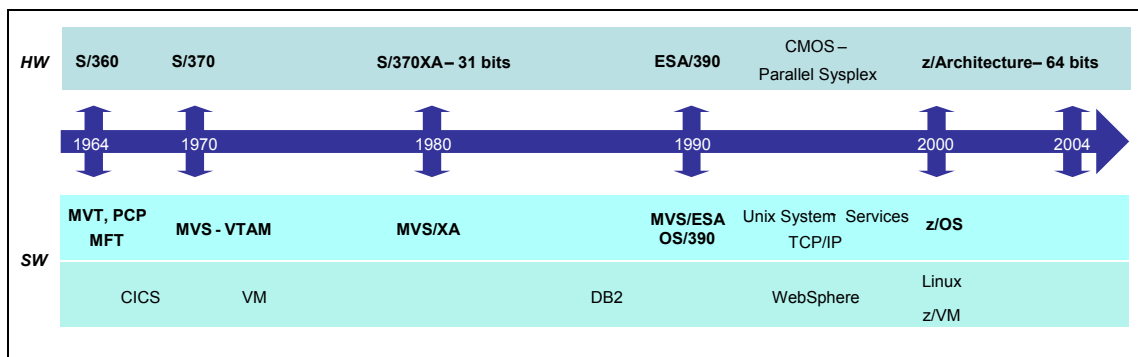 HW
S/360
S/370
S/370XA – 31 bits
ESA/390
CMOS –
Parallel Sysplex
z/Architecture– 64 bits
1964
1970
1980
1990
2000
2004
SW
MVT, PCP
MFT
MVS - VTAM
MVS/XA
MVS/ESA
OS/390
Unix System Services
TCP/IP
z/OS
CICS
VM
DB2
WebSphere
Linux
z/VM